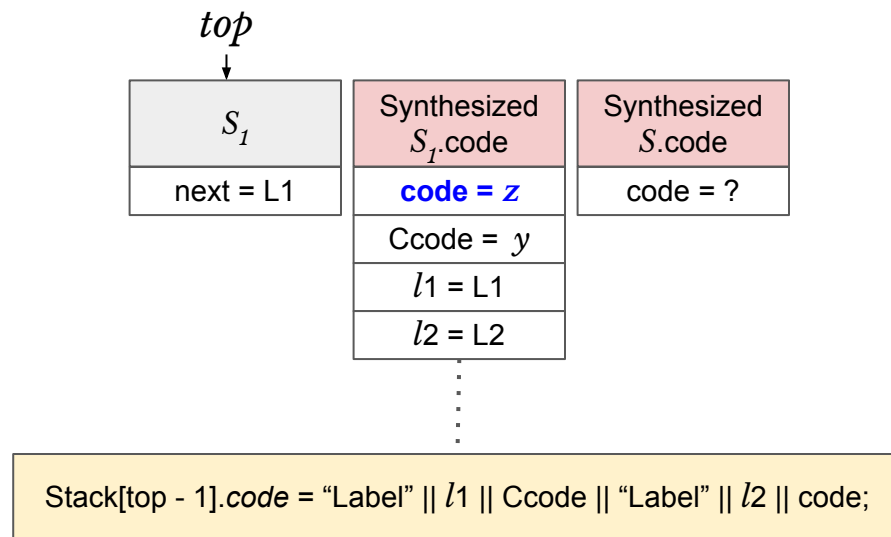 top
S1
Synthesized
S1.code
Synthesized
S.code
next = L1
code = z
code = ?
Ccode = y
l1 = L1
l2 = L2
Stack[top - 1].code = “Label” || l1 || Ccode || “Label” || l2 || code;